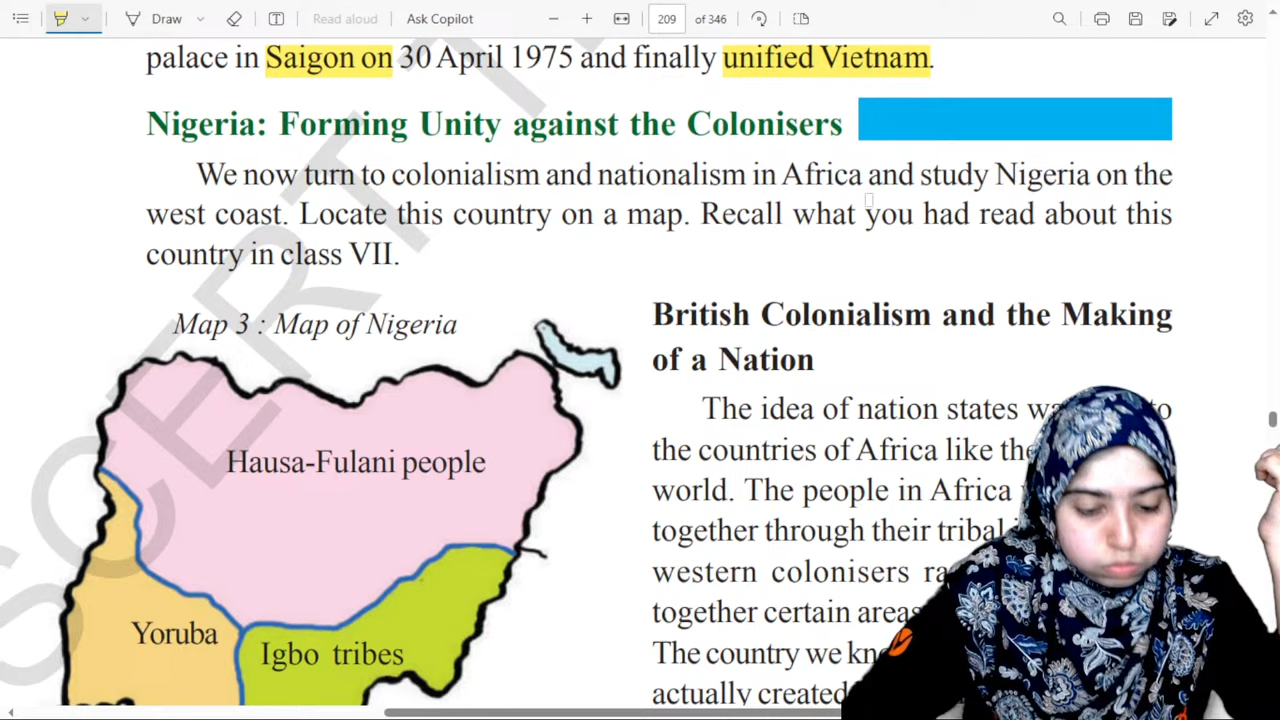 Draw
Read aloud
Ask Copilot
209
of 346
palace in Saigon on 30 April 1975 and finally unified Vietnam.
Nigeria: Forming Unity against the Colonisers
We now turn to colonialism and nationalism in Africa and study Nigeria on the
west coast. Locate this country on a map. Recall what you had read about this
country in class VII.
Map 3 : Map of Nigeria
Hausa-Fulani people
Yoruba
Igbo tribes
British Colonialism and the Making
of a Nation
The idea of nation states to
the countries of Africa like
world. The people in Africa
together through their tribal
western colonisers
together certain areas
The country we
actually created
SCERT